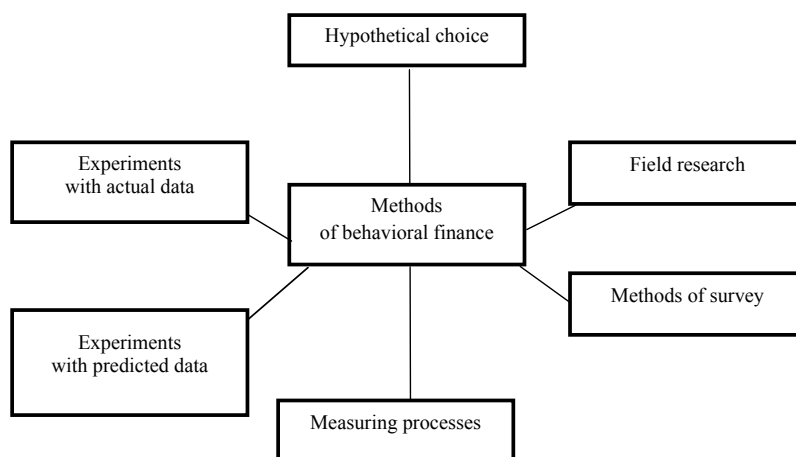 Hypothetical choice
Experiments
with actual data
Field research
Methods
of behavioral finance
Methods of survey
Experiments
with predicted data
Measuring processes